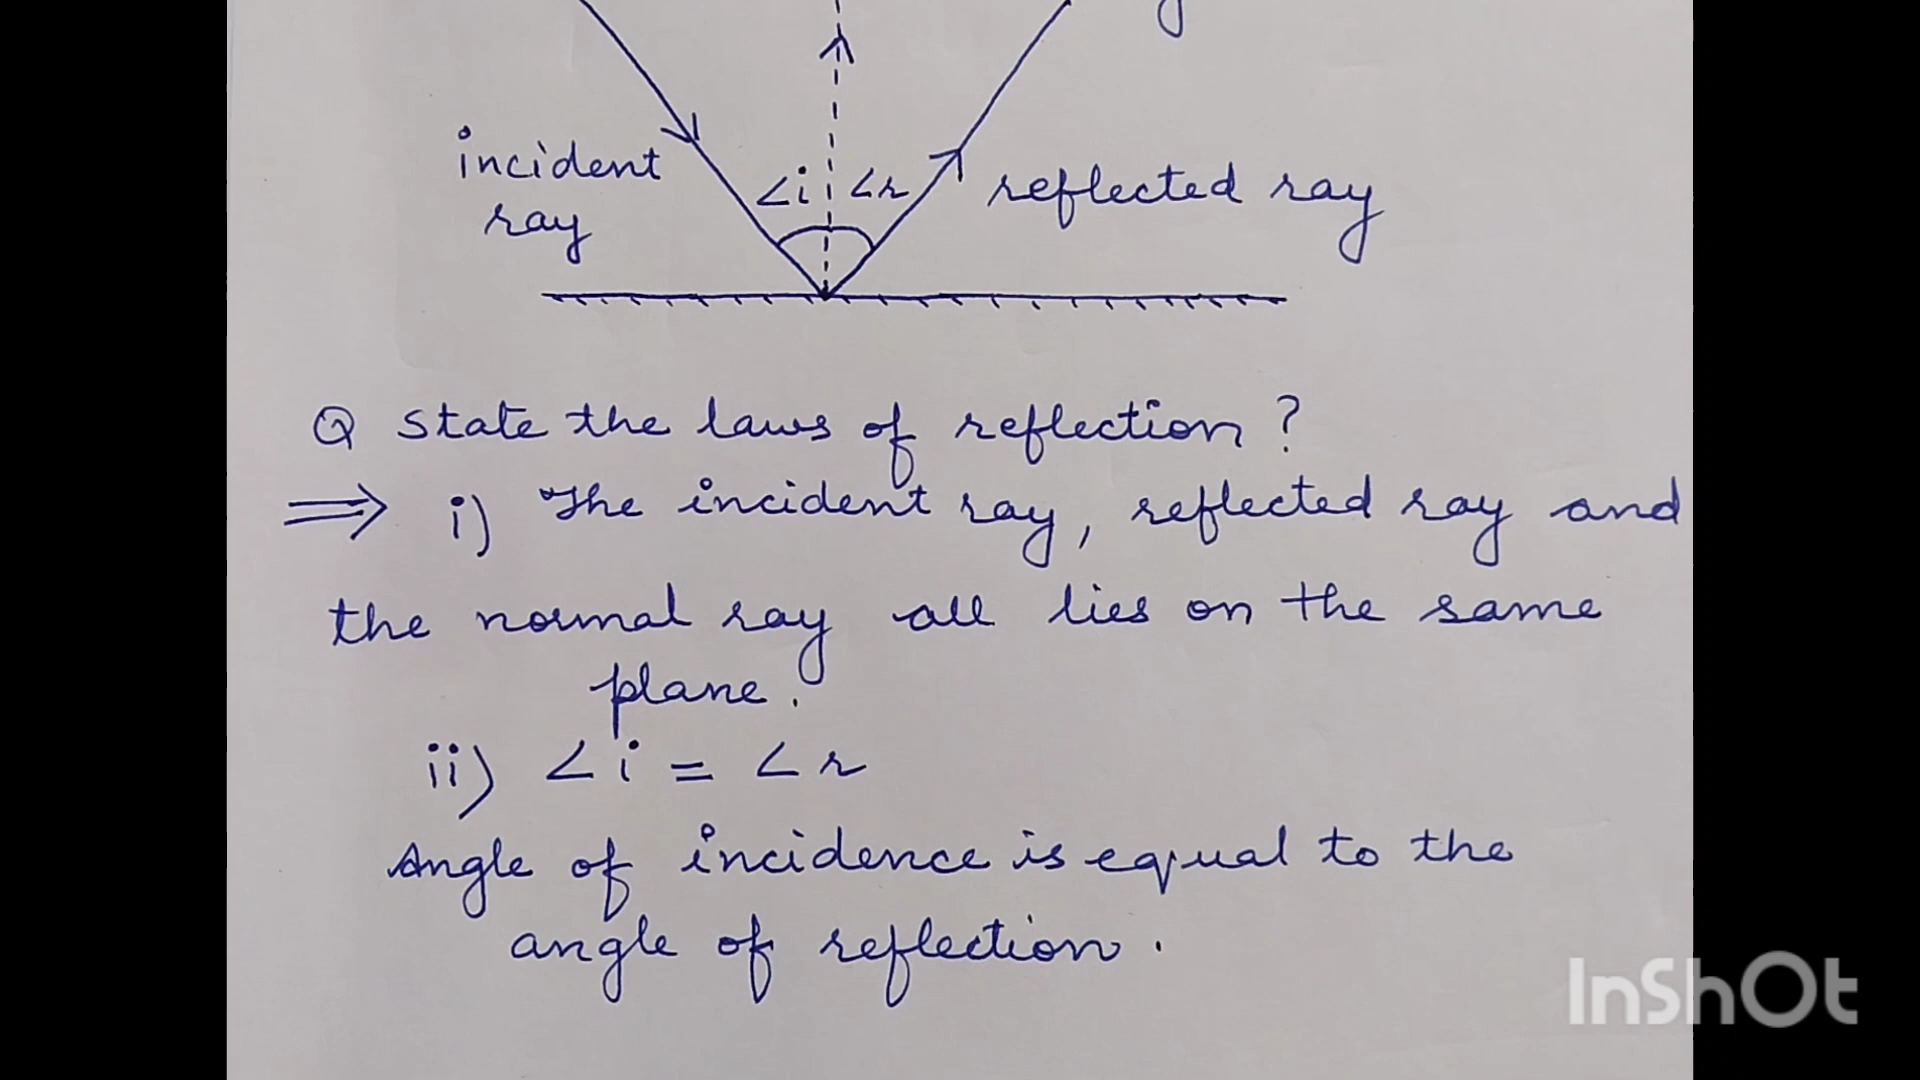 incident
ray
∠i ∠r
reflected ray
Q state the laws of reflection ?
⇒ i) The incident ray, reflected ray and
the normal ray all lies on the same
plane.
ii) ∠i = ∠r
Angle of incidence is equal to the
angle of reflection.
InShOt